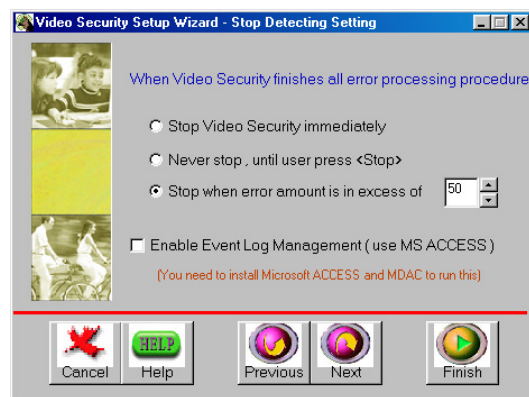 Video Security Setup Wizard - Stop Detecting Setting
When Video Security finishes all error processing procedure
Stop Video Security immediately
Never stop , until user press <Stop>
Stop when error amount is in excess of 50
Enable Event Log Management ( use MS ACCESS )
(You need to install Microsoft ACCESS and MDAC to run this)
HELP
Cancel Help Previous Next Finish